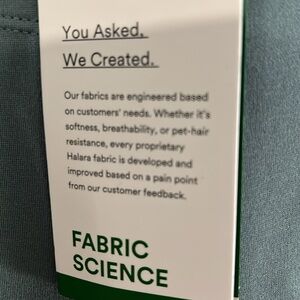 You Asked,
We Created.
Our fabrics are engineered based
on customers' needs. Whether it's
softness, breathability, or pet-hair
resistance, every proprietary
Halara fabric is developed and
improved based on a pain point
from our customer feedback.
FABRIC
SCIENCE